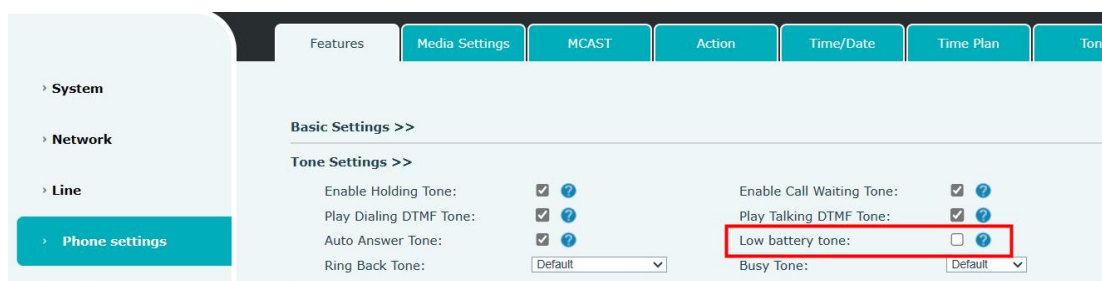 Features Media Settings MCAST Action Time/Date Time Plan Ton
System
Network
Line
Phone settings
Basic Settings >>
Tone Settings >>
Enable Holding Tone: Enable Call Waiting Tone:
Play Dialing DTMF Tone: Play Talking DTMF Tone:
Auto Answer Tone: Low battery tone:
Ring Back Tone: Default Busy Tone: Default